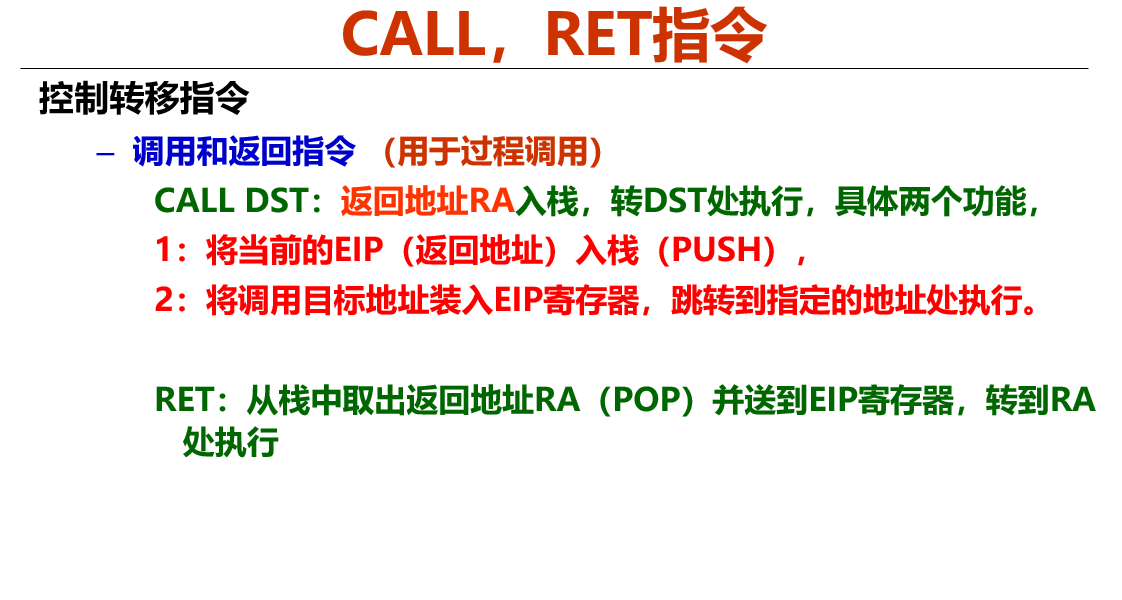 CALL，RET指令
控制转移指令
– 调用和返回指令 （用于过程调用）
CALL DST：返回地址RA入栈，转DST处执行，具体两个功能，
1：将当前的EIP（返回地址）入栈（PUSH），
2：将调用目标地址装入EIP寄存器，跳转到指定的地址处执行。
RET：从栈中取出返回地址RA（POP）并送到EIP寄存器，转到RA
处执行